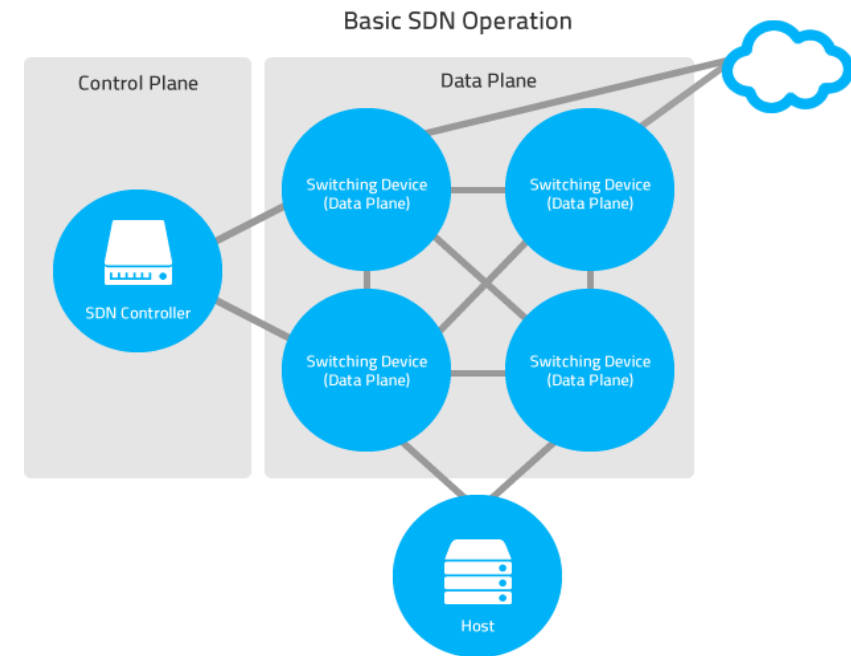 Basic SDN Operation
Control Plane
Data Plane
Switching Device
(Data Plane)
Switching Device
(Data Plane)
SDN Controller
Switching Device
(Data Plane)
Switching Device
(Data Plane)
Host